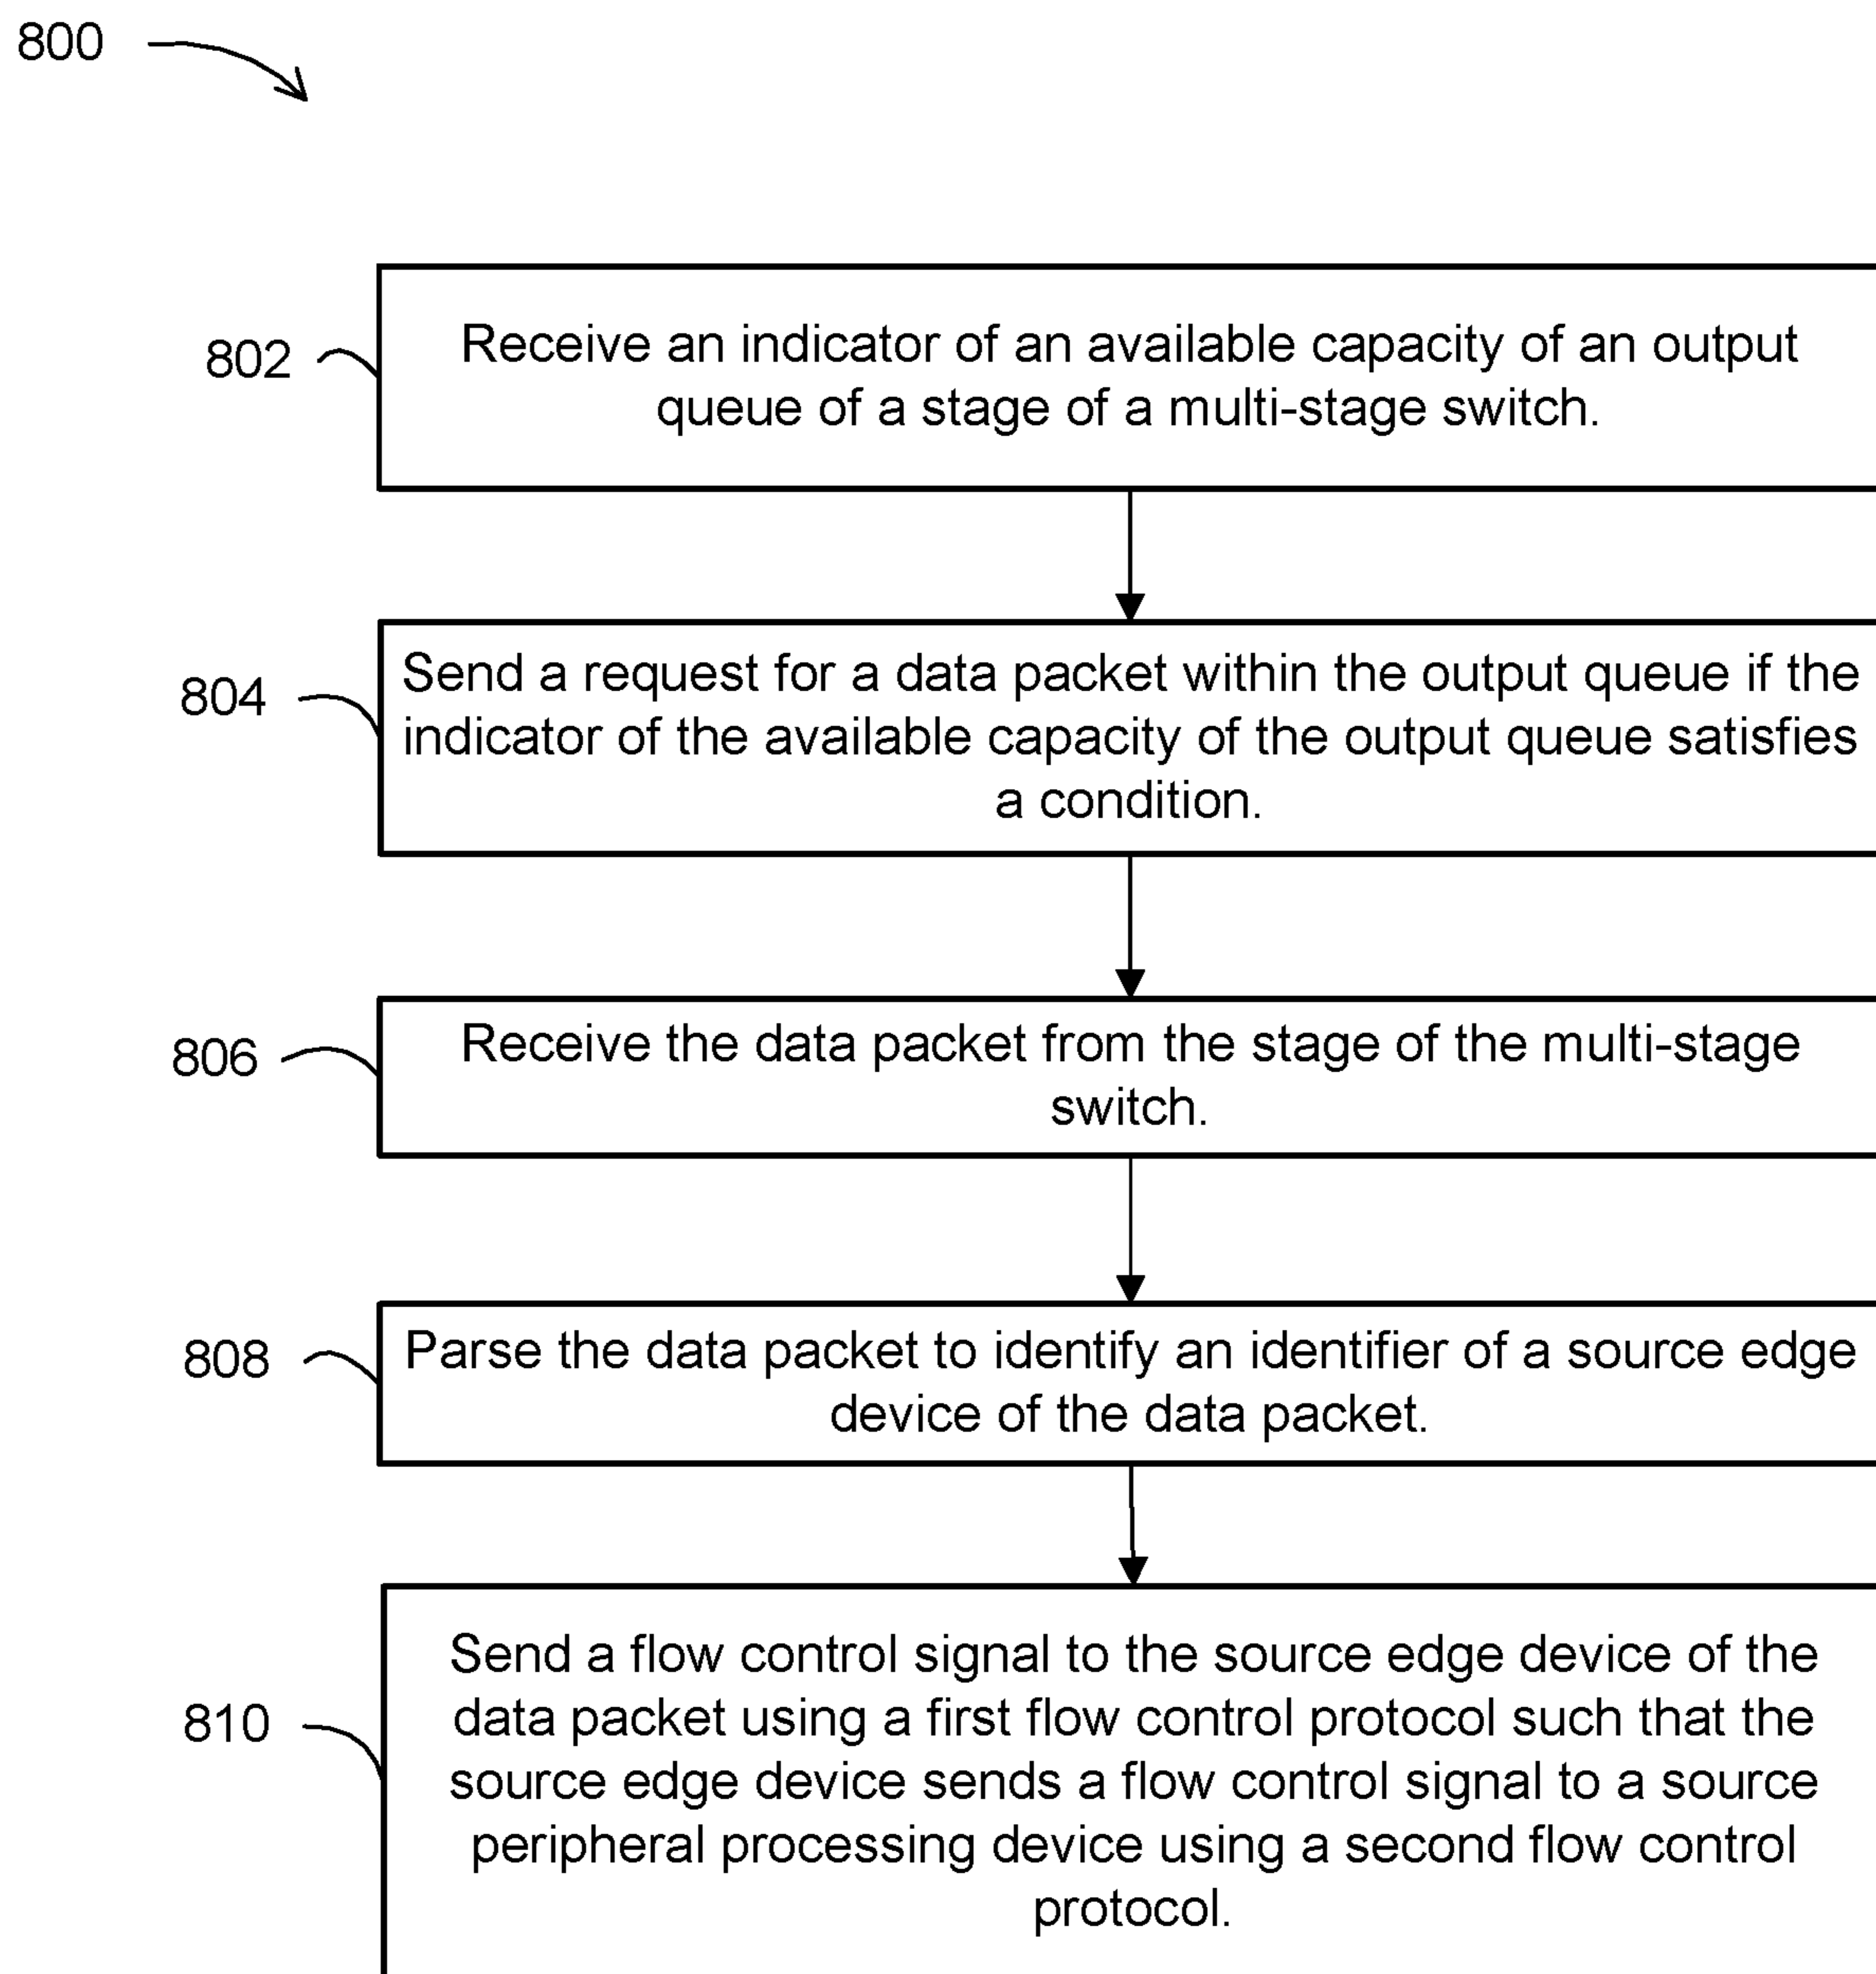 800
802
Receive an indicator of an available capacity of an output
queue of a stage of a multi-stage switch.
804
Send a request for a data packet within the output queue if the
indicator of the available capacity of the output queue satisfies
a condition.
806
Receive the data packet from the stage of the multi-stage
switch.
808
Parse the data packet to identify an identifier of a source edge
device of the data packet.
810
Send a flow control signal to the source edge device of the
data packet using a first flow control protocol such that the
source edge device sends a flow control signal to a source
peripheral processing device using a second flow control
protocol.